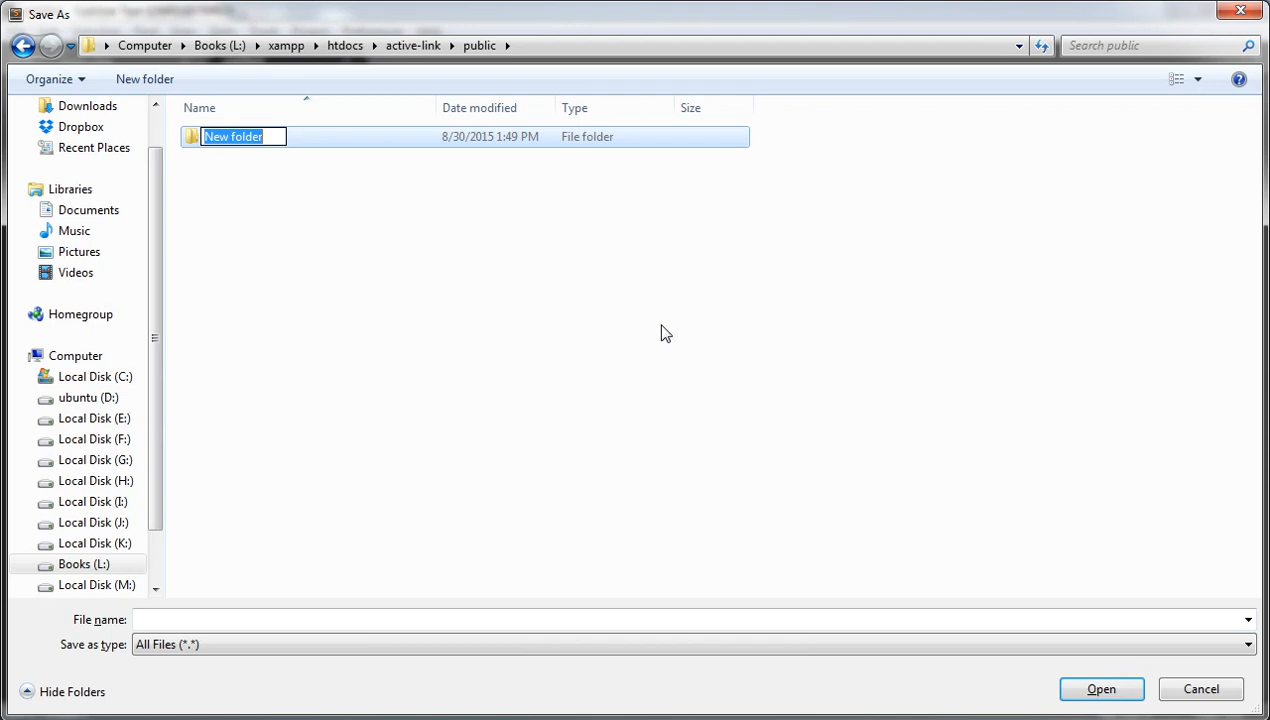 Save As
Computer Books (L:) xampp htdocs active-link public
Search public
Organize New folder
Name Date modified Type Size
New folder 8/30/2015 1:49 PM File folder
Downloads
Dropbox
Recent Places
Libraries
Documents
Music
Pictures
Videos
Homegroup
Computer
Local Disk (C:)
ubuntu (D:)
Local Disk (E:)
Local Disk (F:)
Local Disk (G:)
Local Disk (H:)
Local Disk (I:)
Local Disk (J:)
Local Disk (K:)
Books (L:)
Local Disk (M:)
File name:
Save as type: All Files (*.*)
Hide Folders
Open Cancel